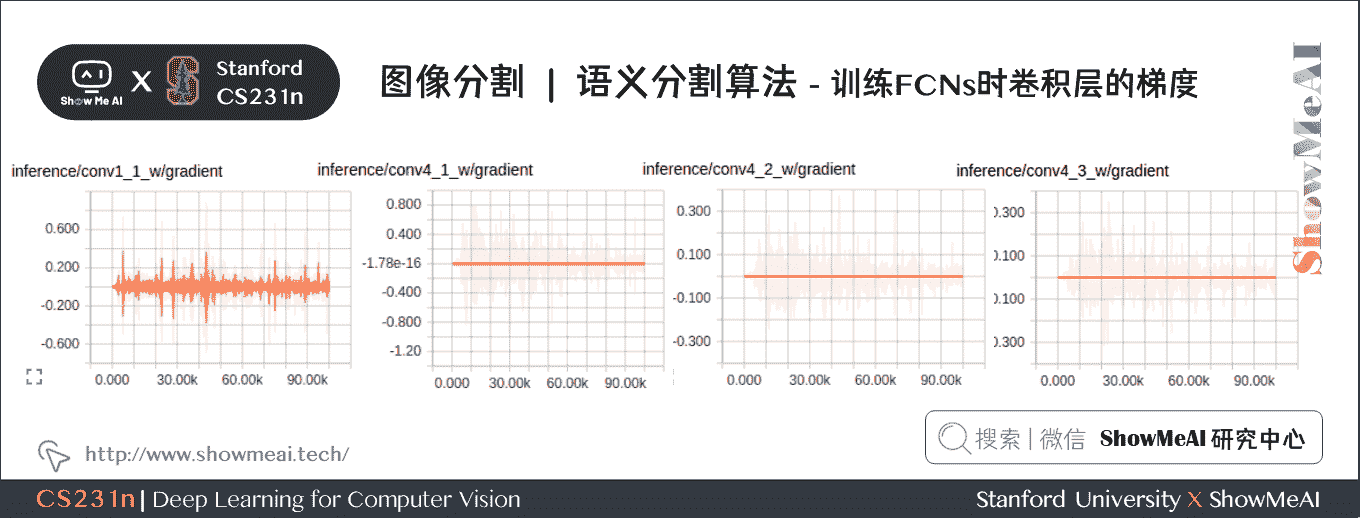 Show Me AI
X
Stanford
CS231n
图像分割 | 语义分割算法 - 训练FCNs时卷积层的梯度
ShowMeAI
inference/conv1_1_w/gradient
0.600
0.200
-0.200
-0.600
0.000 30.00k 60.00k 90.00k
inference/conv4_1_w/gradient
0.800
0.400
-1.78e-16
-0.400
-0.800
-1.20
0.000 30.00k 60.00k 90.00k
inference/conv4_2_w/gradient
0.300
0.100
-0.100
-0.300
0.000 30.00k 60.00k 90.00k
inference/conv4_3_w/gradient
0.300
0.100
0.100
0.300
0.000 30.00k 60.00k 90.00k
http://www.showmeai.tech/
搜索 | 微信 ShowMeAI 研究中心
CS231n | Deep Learning for Computer Vision
Stanford University X ShowMeAI